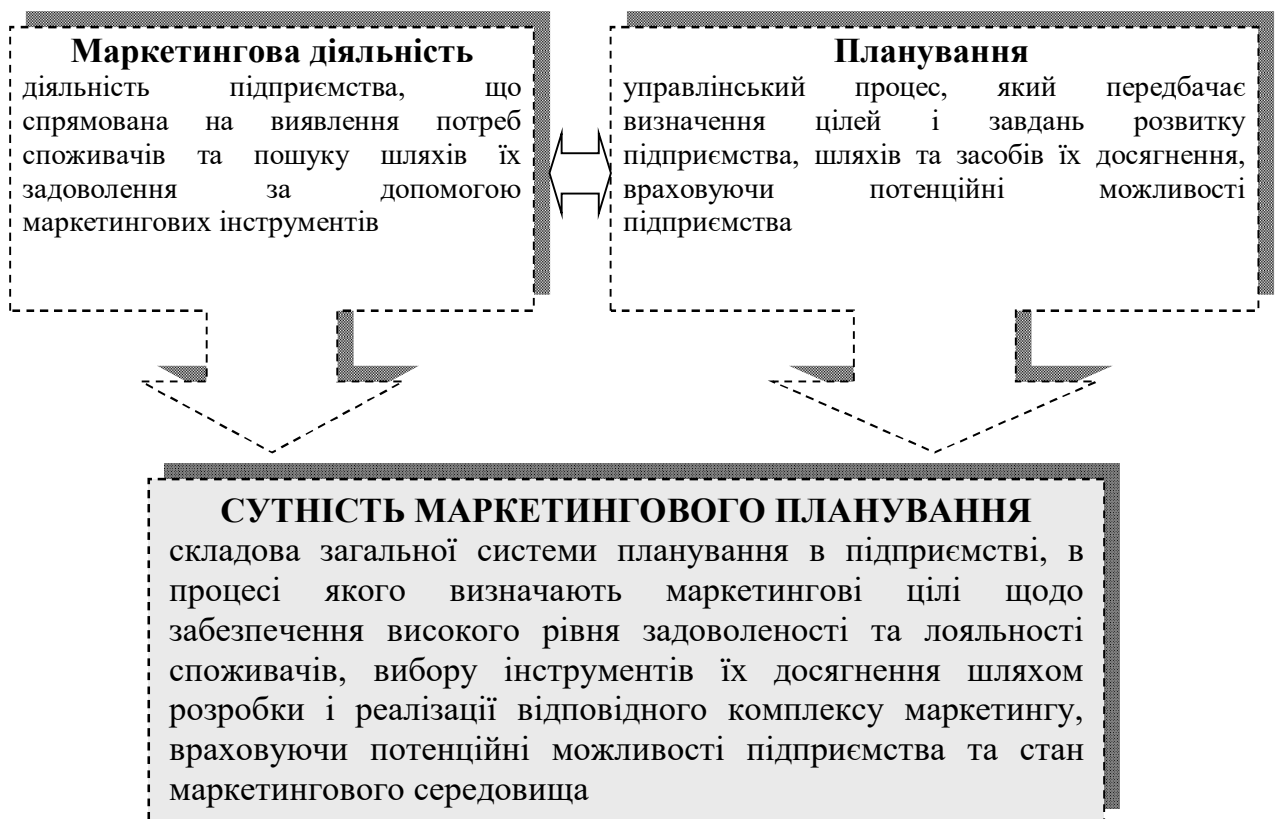 Маркетингова діяльність
діяльність підприємства, що
спрямована на виявлення потреб
споживачів та пошуку шляхів їх
задоволення за допомогою
маркетингових інструментів
Планування
управлінський процес, який передбачає
визначення цілей і завдань розвитку
підприємства, шляхів та засобів їх досягнення,
враховуючи потенційні можливості
підприємства
СУТНІСТЬ МАРКЕТИНГОВОГО ПЛАНУВАННЯ
складова загальної системи планування в підприємстві, в
процесі якого визначають маркетингові цілі щодо
забезпечення високого рівня задоволеності та лояльності
споживачів, вибору інструментів їх досягнення шляхом
розробки і реалізації відповідного комплексу маркетингу,
враховуючи потенційні можливості підприємства та стан
маркетингового середовища